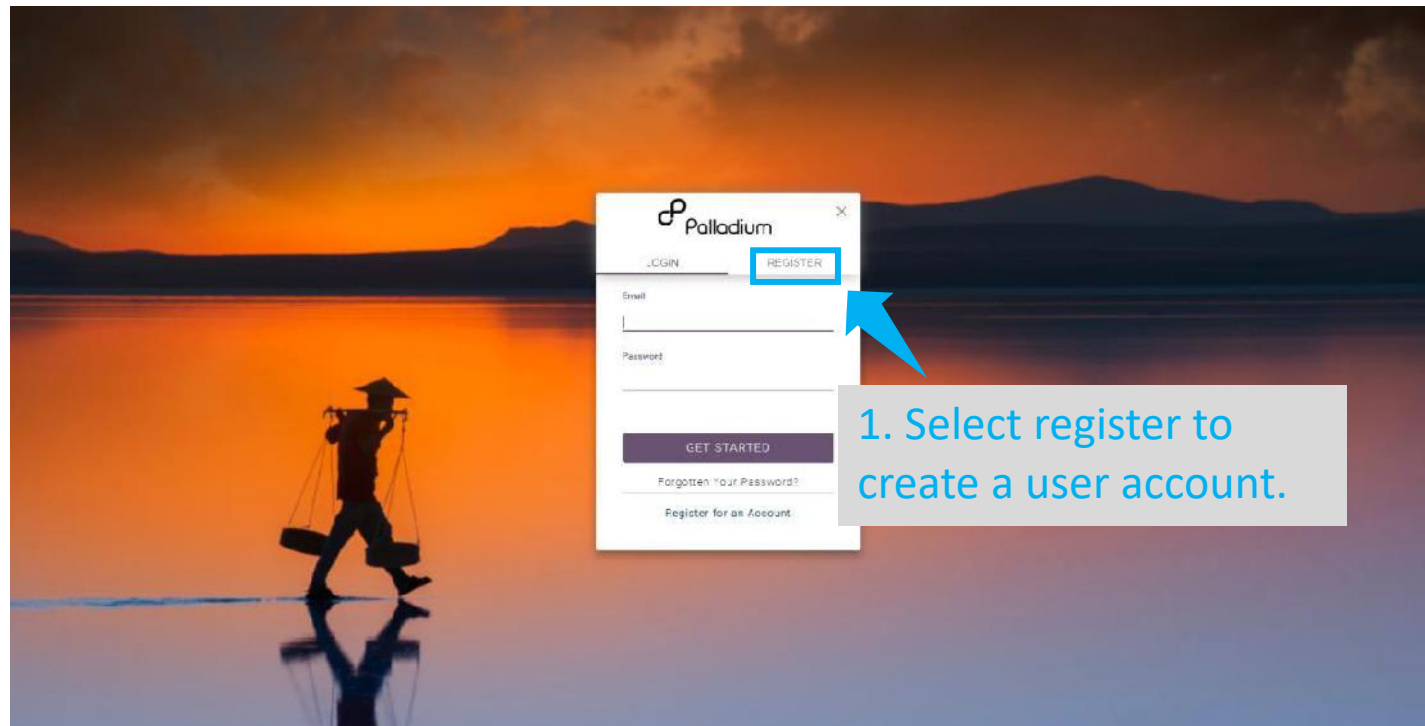 Palladium
×
LOGIN REGISTER
Email
Password
GET STARTED
Forgotten Your Password?
Register for an Account
1. Select register to
create a user account.